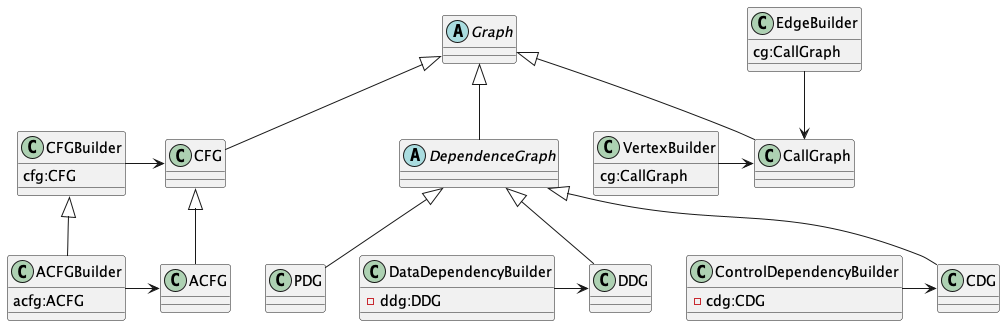 A Graph
C EdgeBuilder
cg:CallGraph
C CFGBuilder
cfg:CFG
C CFG
A DependenceGraph
C VertexBuilder
cg:CallGraph
C CallGraph
C ACFGBuilder
acfg:ACFG
C ACFG
C PDG
C DataDependencyBuilder
ddg:DDG
C DDG
C ControlDependencyBuilder
cdg:CDG
C CDG